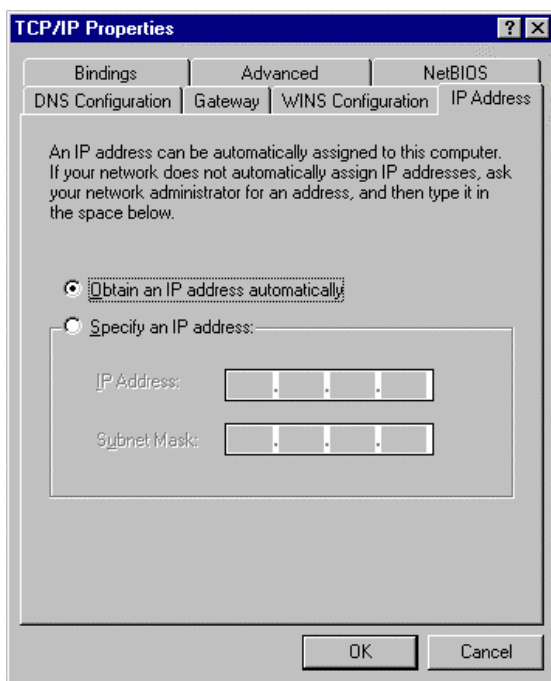 TCP/IP Properties
Bindings Advanced NetBIOS
DNS Configuration Gateway WINS Configuration IP Address
An IP address can be automatically assigned to this computer.
If your network does not automatically assign IP addresses, ask
your network administrator for an address, and then type it in
the space below.
Obtain an IP address automatically
Specify an IP address:
IP Address:
Subnet Mask:
OK Cancel